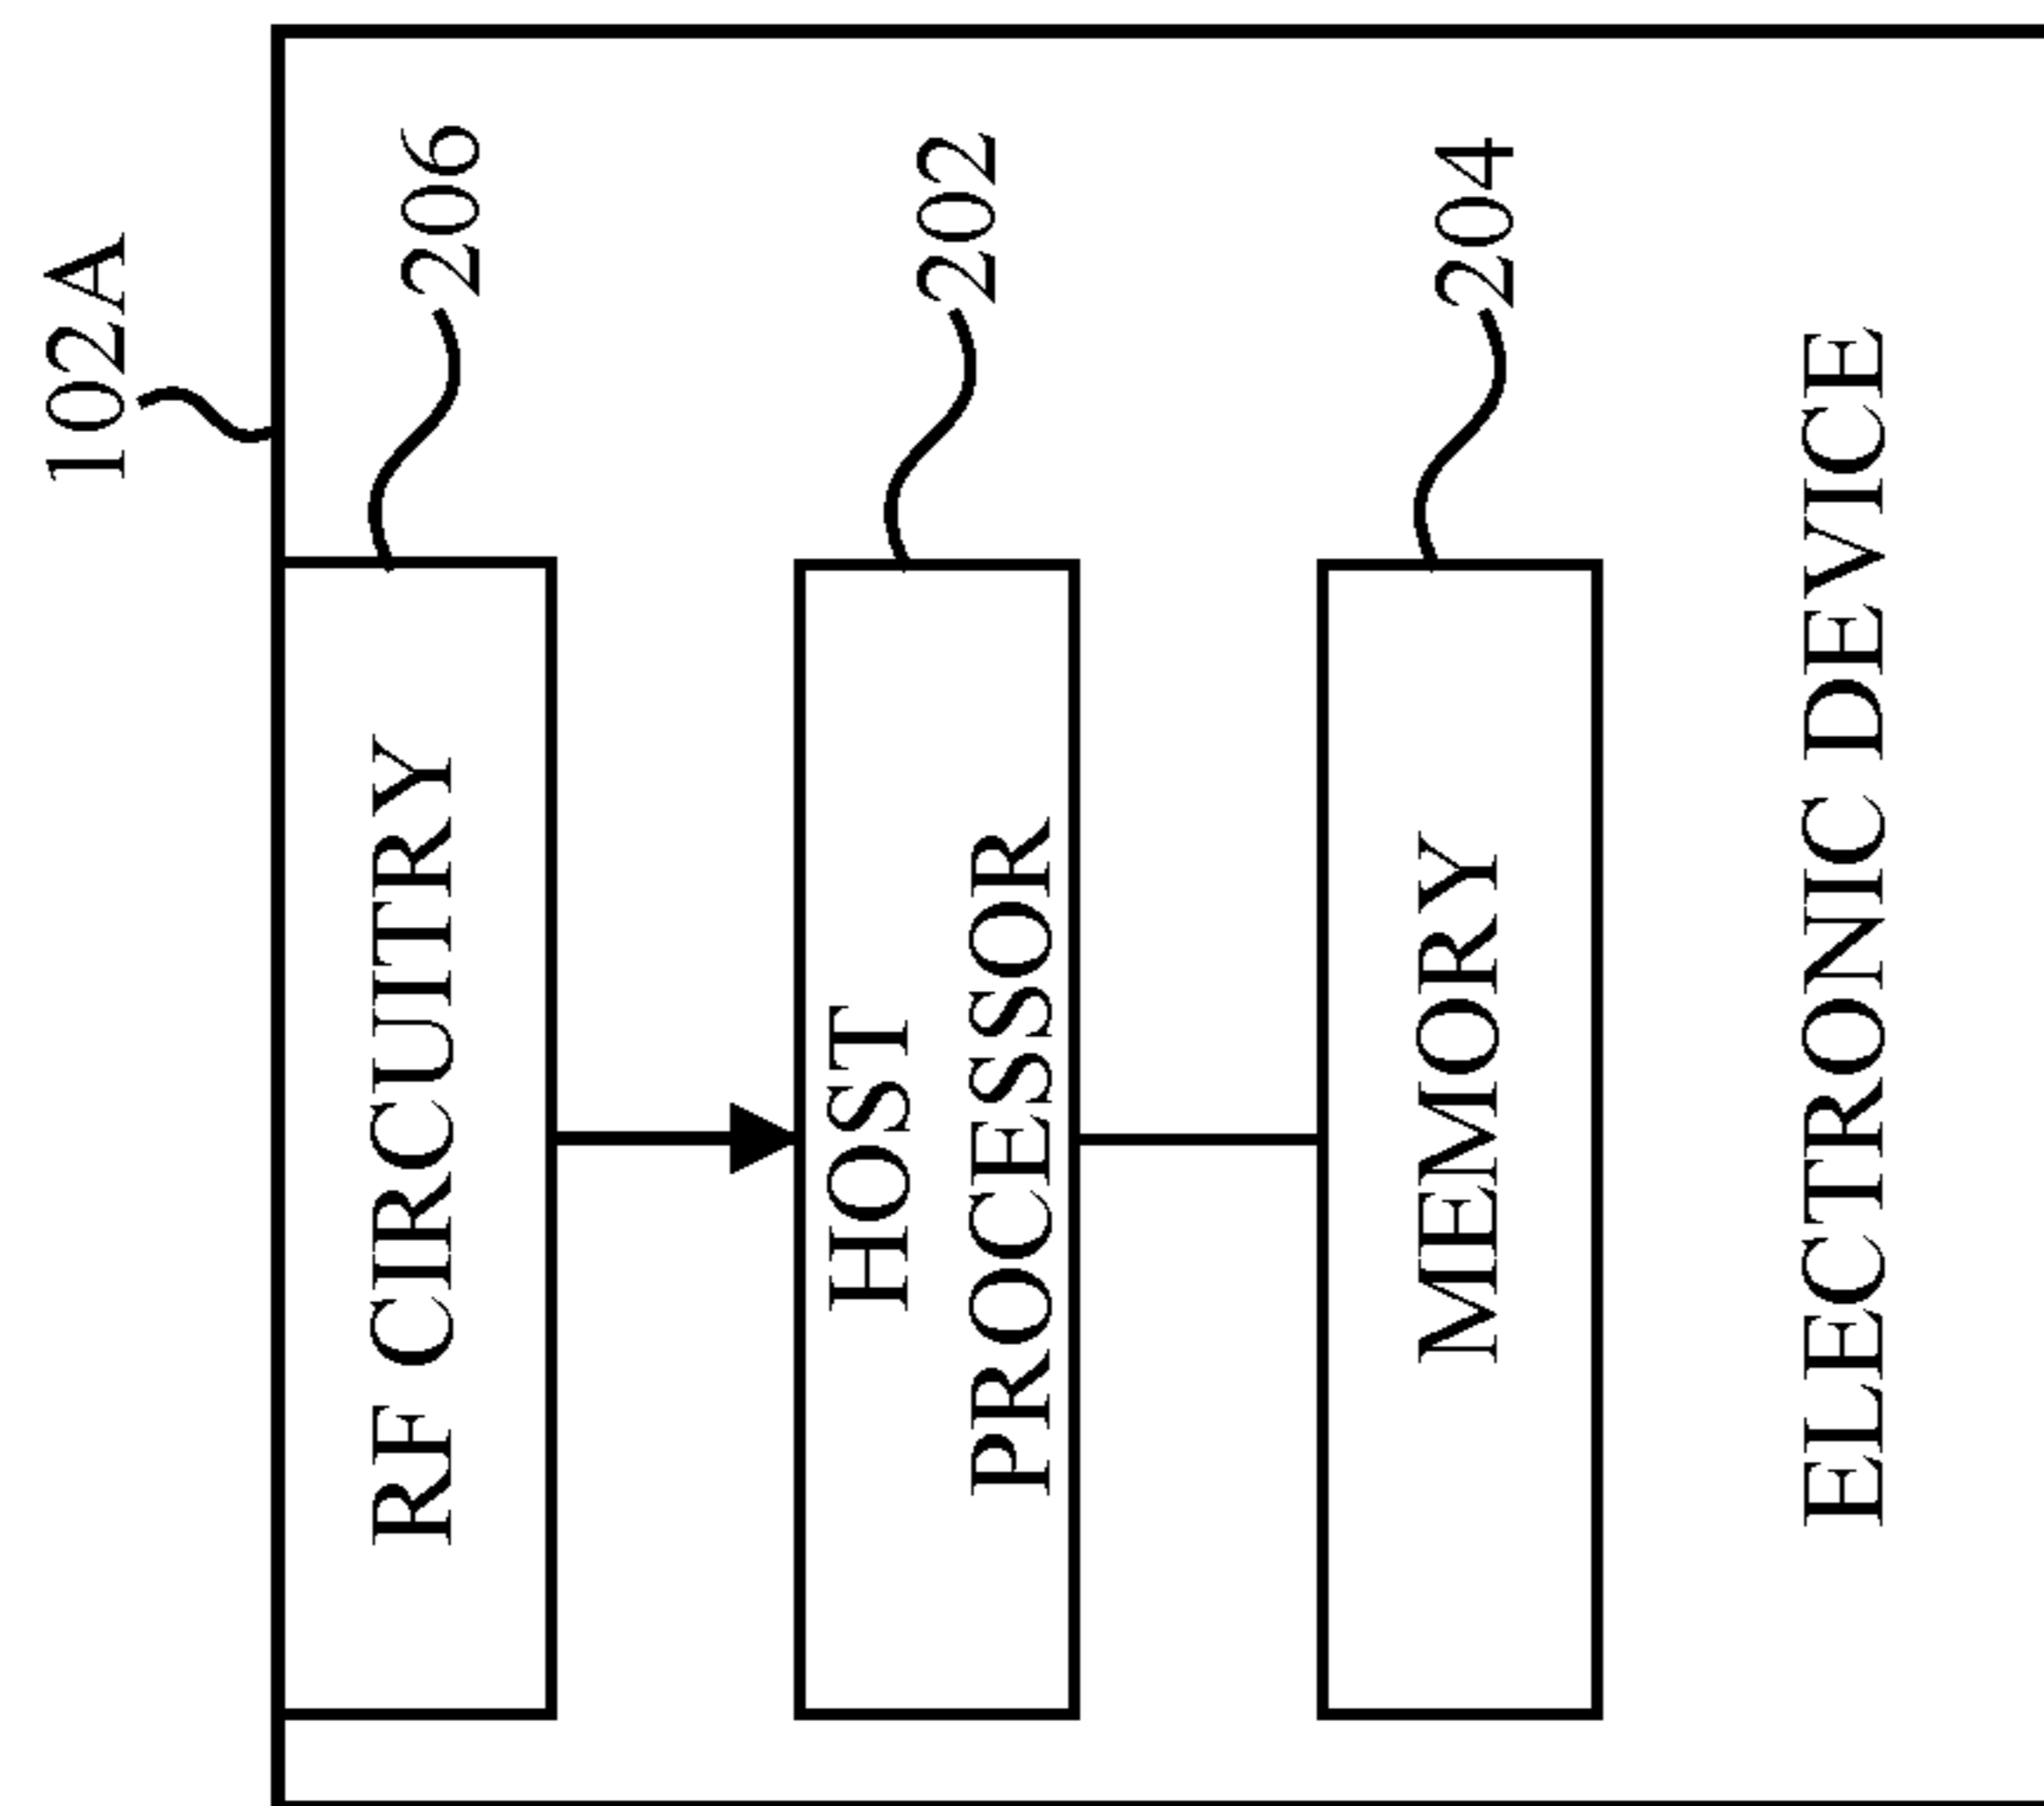 102A
206
RF CIRCUITRY
202
HOST
PROCESSOR
204
MEMORY
ELECTRONIC DEVICE